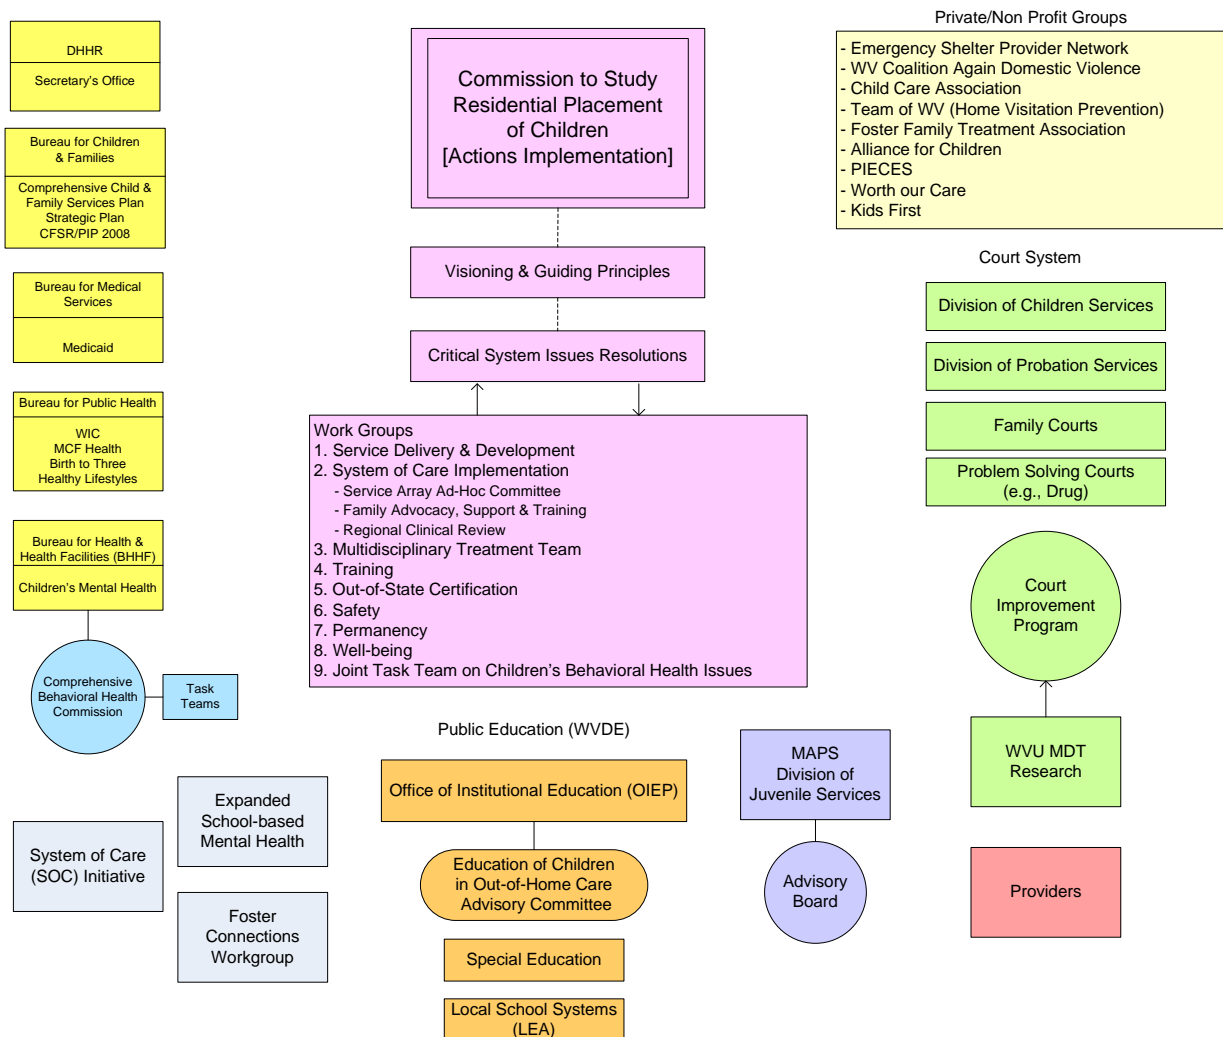 DHHR
Secretary's Office
Bureau for Children
& Families
Comprehensive Child &
Family Services Plan
Strategic Plan
CFSR/PIP 2008
Bureau for Medical
Services
Medicaid
Bureau for Public Health
WIC
MCF Health
Birth to Three
Healthy Lifestyles
Bureau for Health &
Health Facilities (BHHF)
Children's Mental Health
Comprehensive
Behavioral Health
Commission
Task
Teams
System of Care
(SOC) Initiative
Expanded
School-based
Mental Health
Foster
Connections
Workgroup
Commission to Study
Residential Placement
of Children
[Actions Implementation]
Visioning & Guiding Principles
Critical System Issues Resolutions
Work Groups
1. Service Delivery & Development
2. System of Care Implementation
- Service Array Ad-Hoc Committee
- Family Advocacy, Support & Training
- Regional Clinical Review
3. Multidisciplinary Treatment Team
4. Training
5. Out-of-State Certification
6. Safety
7. Permanency
8. Well-being
9. Joint Task Team on Children's Behavioral Health Issues
Public Education (WVDE)
Office of Institutional Education (OIEP)
Education of Children
in Out-of-Home Care
Advisory Committee
Special Education
Local School Systems
(LEA)
MAPS
Division of
Juvenile Services
Advisory
Board
Private/Non Profit Groups
- Emergency Shelter Provider Network
- WV Coalition Again Domestic Violence
- Child Care Association
- Team of WV (Home Visitation Prevention)
- Foster Family Treatment Association
- Alliance for Children
- PIECES
- Worth our Care
- Kids First
Court System
Division of Children Services
Division of Probation Services
Family Courts
Problem Solving Courts
(e.g., Drug)
Court
Improvement
Program
WVU MDT
Research
Providers